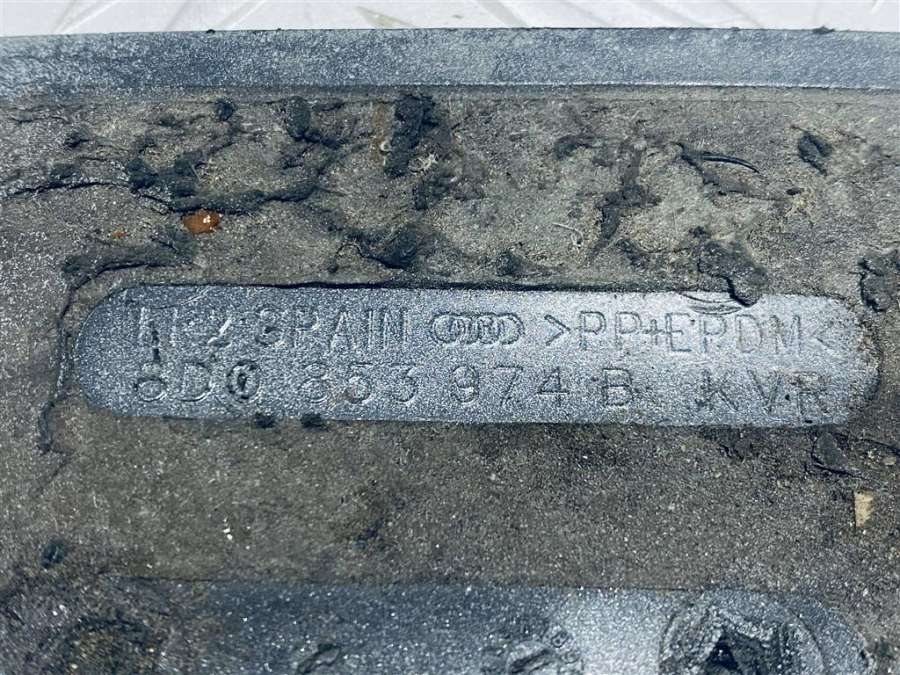 SPAIN >PP+EPDM<
8D0 853 974 B KVR